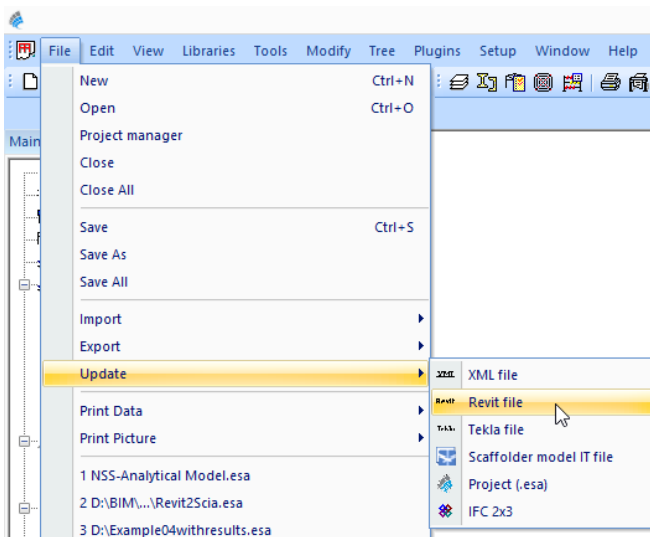 File Edit View Libraries Tools Modify Tree Plugins Setup Window Help
New Ctrl+N
Open Ctrl+O
Project manager
Main
Close
Close All
Save Ctrl+S
Save As
Save All
Import
Export
Update
XML file
Revit file
Print Data
Tekla file
Print Picture
Scaffolder model IT file
1 NSS-Analytical Model.esa
Project (.esa)
2 D:\BIM\...\Revit2Scia.esa
IFC 2x3
3 D:\Example04withresults.esa